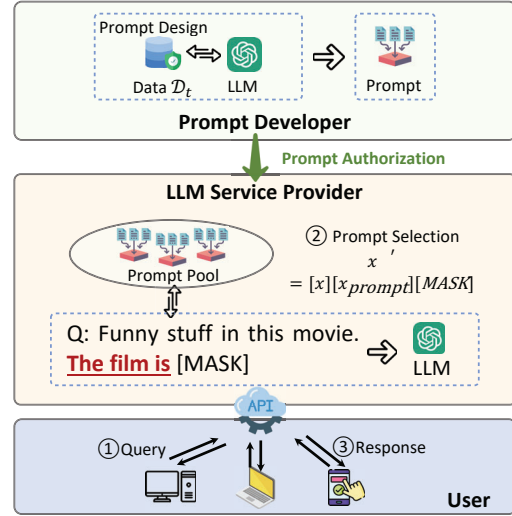 Prompt Design
Data 𝒟ₜ
LLM
Prompt
Prompt Developer
Prompt Authorization
LLM Service Provider
Prompt Pool
② Prompt Selection
x ′
= [x][x_prompt][MASK]
Q: Funny stuff in this movie.
The film is [MASK]
LLM
API
① Query
③ Response
User